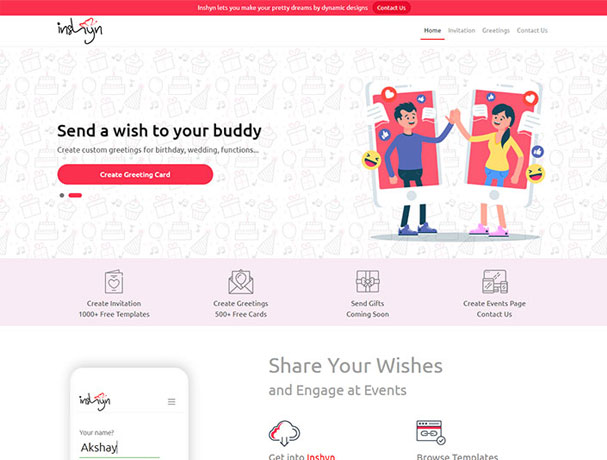 Inshyn lets you make your pretty dreams by dynamic designs Contact Us
inshyn
Home Invitation Greetings Contact Us
Send a wish to your buddy
Create custom greetings for birthday, wedding, functions...
Create Greeting Card
Create Invitation
1000+ Free Templates
Create Greetings
500+ Free Cards
Send Gifts
Coming Soon
Create Events Page
Contact Us
Share Your Wishes
and Engage at Events
inshyn
Your name?
Akshay
Get into Inshyn
Browse Templates